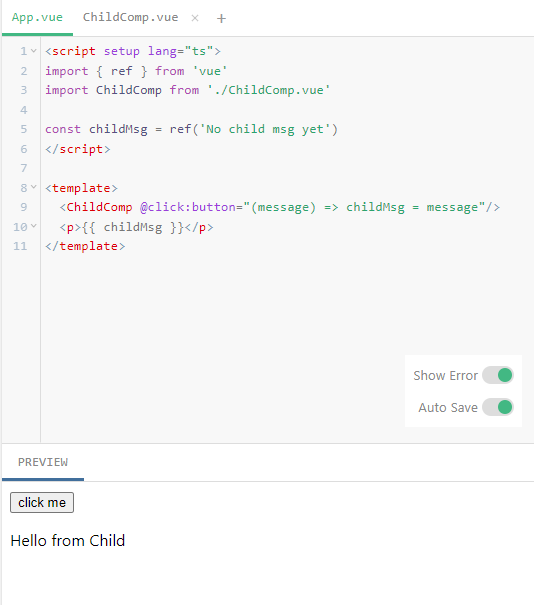 App.vue ChildComp.vue × +
1 <script setup lang="ts">
2 import { ref } from 'vue'
3 import ChildComp from './ChildComp.vue'
4
5 const childMsg = ref('No child msg yet')
6 </script>
7
8 <template>
9   <ChildComp @click:button="(message) => childMsg = message"/>
10   <p>{{ childMsg }}</p>
11 </template>
Show Error
Auto Save
PREVIEW
click me
Hello from Child